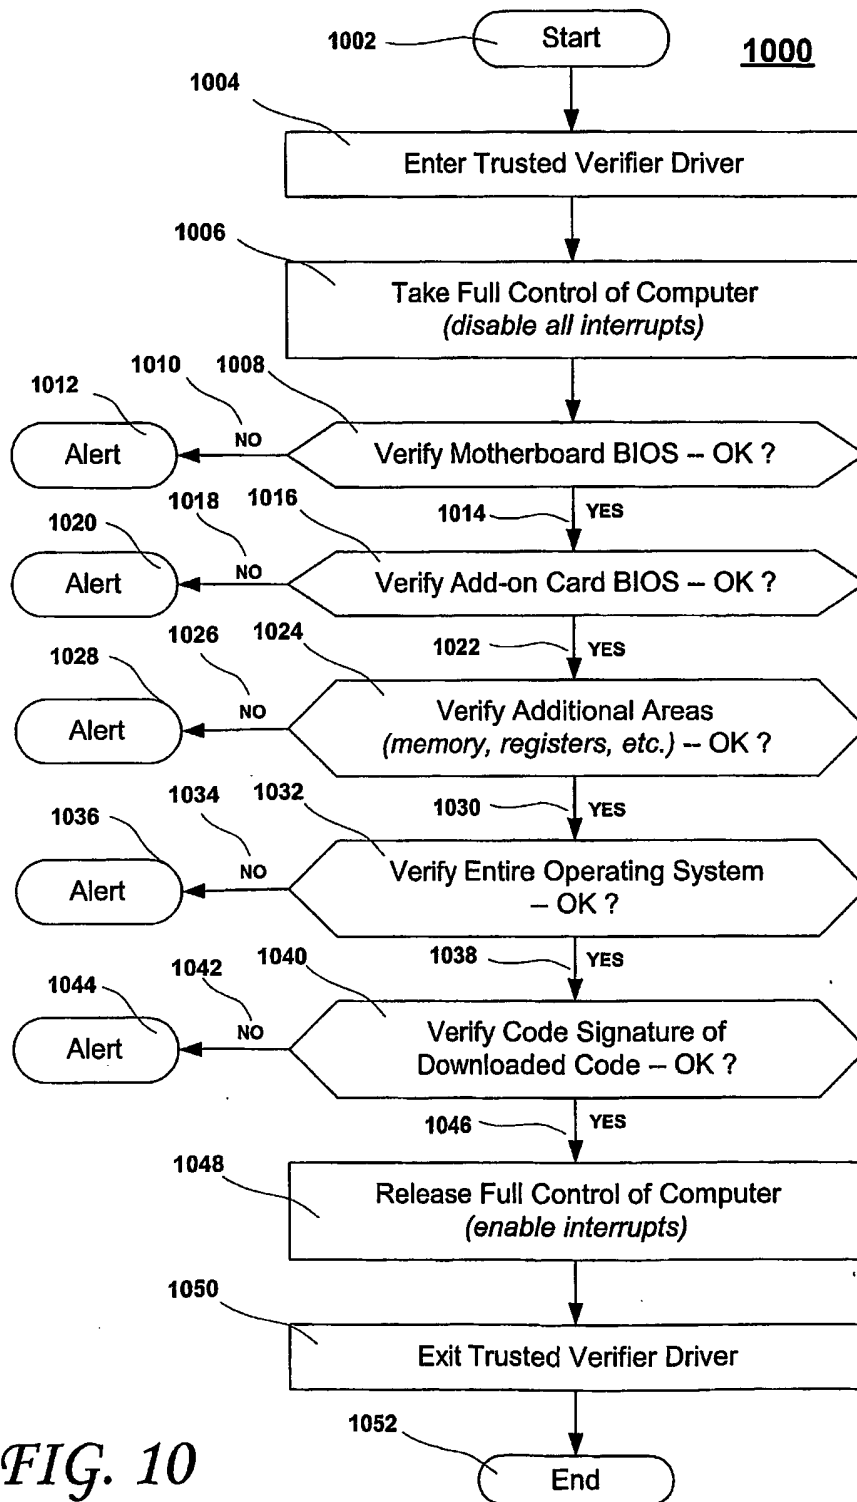 1002
Start
1000
1004
Enter Trusted Verifier Driver
1006
Take Full Control of Computer
(disable all interrupts)
1008
1010
1012
Alert
NO
Verify Motherboard BIOS – OK ?
1014
YES
1016
1018
1020
Alert
NO
Verify Add-on Card BIOS – OK ?
1022
YES
1024
1026
1028
Alert
NO
Verify Additional Areas
(memory, registers, etc.) – OK ?
1030
YES
1032
1034
1036
Alert
NO
Verify Entire Operating System
– OK ?
1038
YES
1040
1042
1044
Alert
NO
Verify Code Signature of
Downloaded Code – OK ?
1046
YES
1048
Release Full Control of Computer
(enable interrupts)
1050
Exit Trusted Verifier Driver
1052
End
FIG. 10